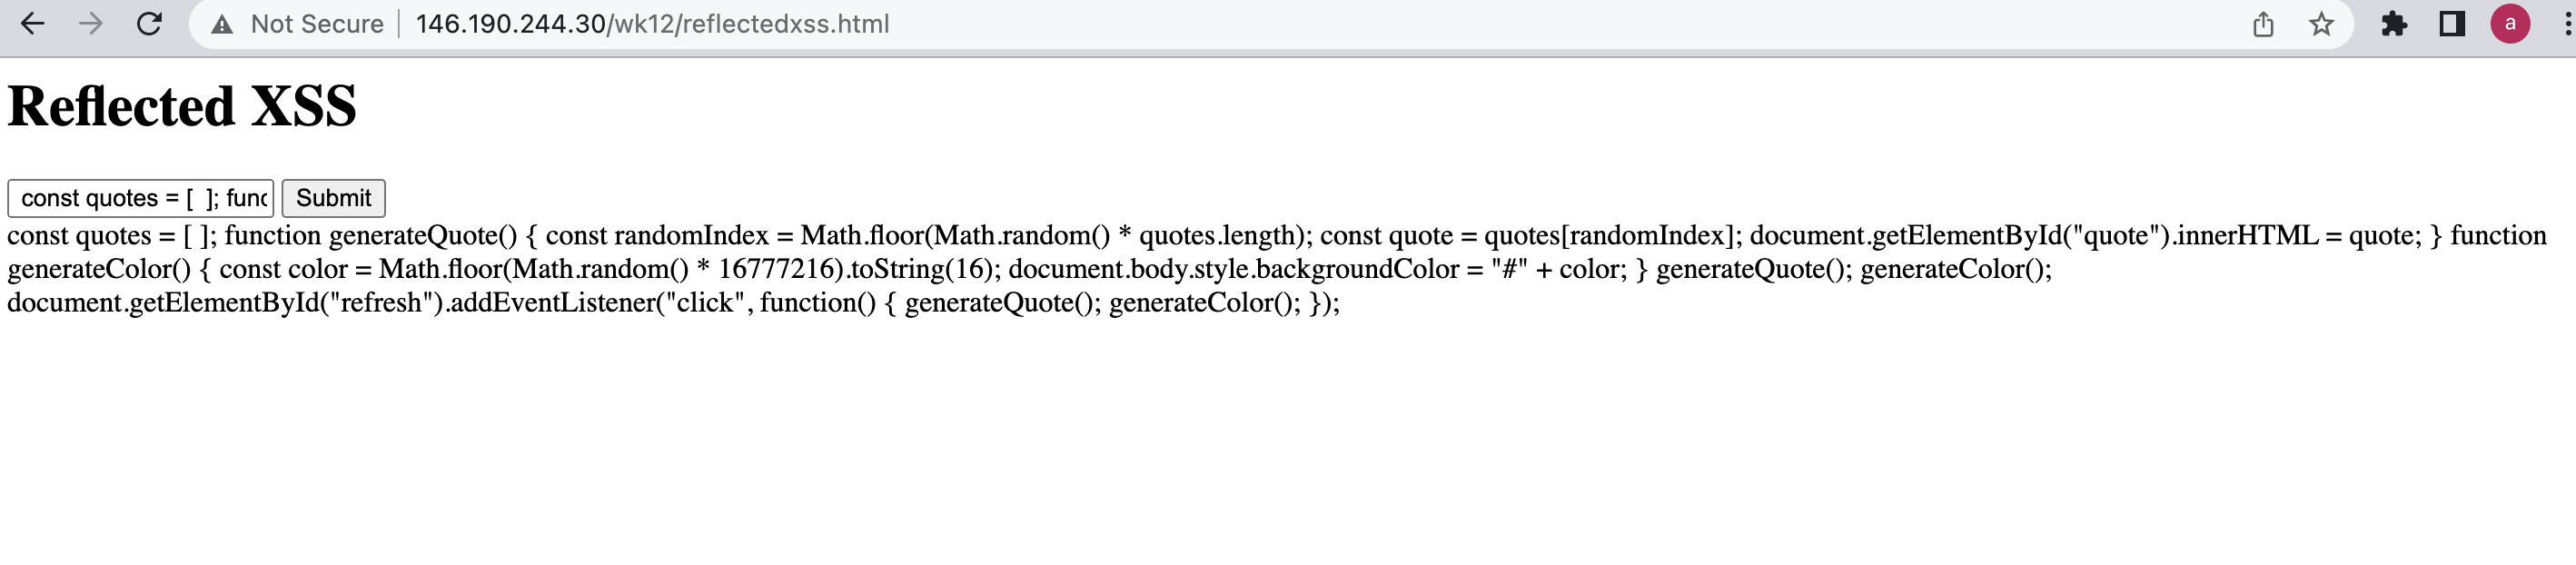 Not Secure 146.190.244.30/wk12/reflectedxss.html a
Reflected XSS
const quotes = [ ]; func Submit
const quotes = [ ]; function generateQuote() { const randomIndex = Math.floor(Math.random() * quotes.length); const quote = quotes[randomIndex]; document.getElementById("quote").innerHTML = quote; } function
generateColor() { const color = Math.floor(Math.random() * 16777216).toString(16); document.body.style.backgroundColor = "#" + color; } generateQuote(); generateColor();
document.getElementById("refresh").addEventListener("click", function() { generateQuote(); generateColor(); });